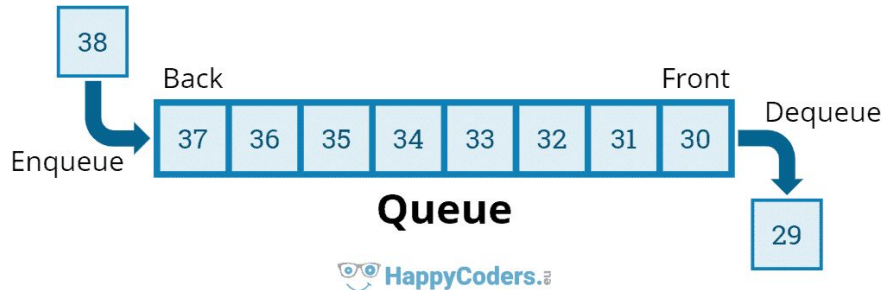 38
Back Front
Dequeue
37 36 35 34 33 32 31 30
Enqueue
Queue
29
HappyCoders.eu